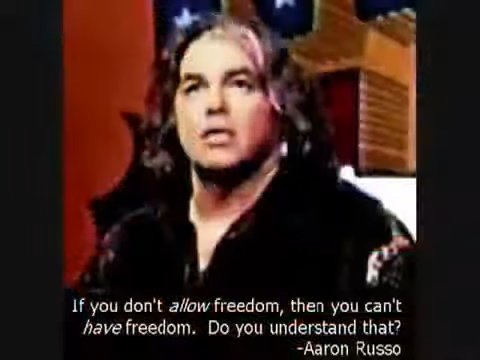 If you don't allow freedom, then you can't
have freedom. Do you understand that?
-Aaron Russo